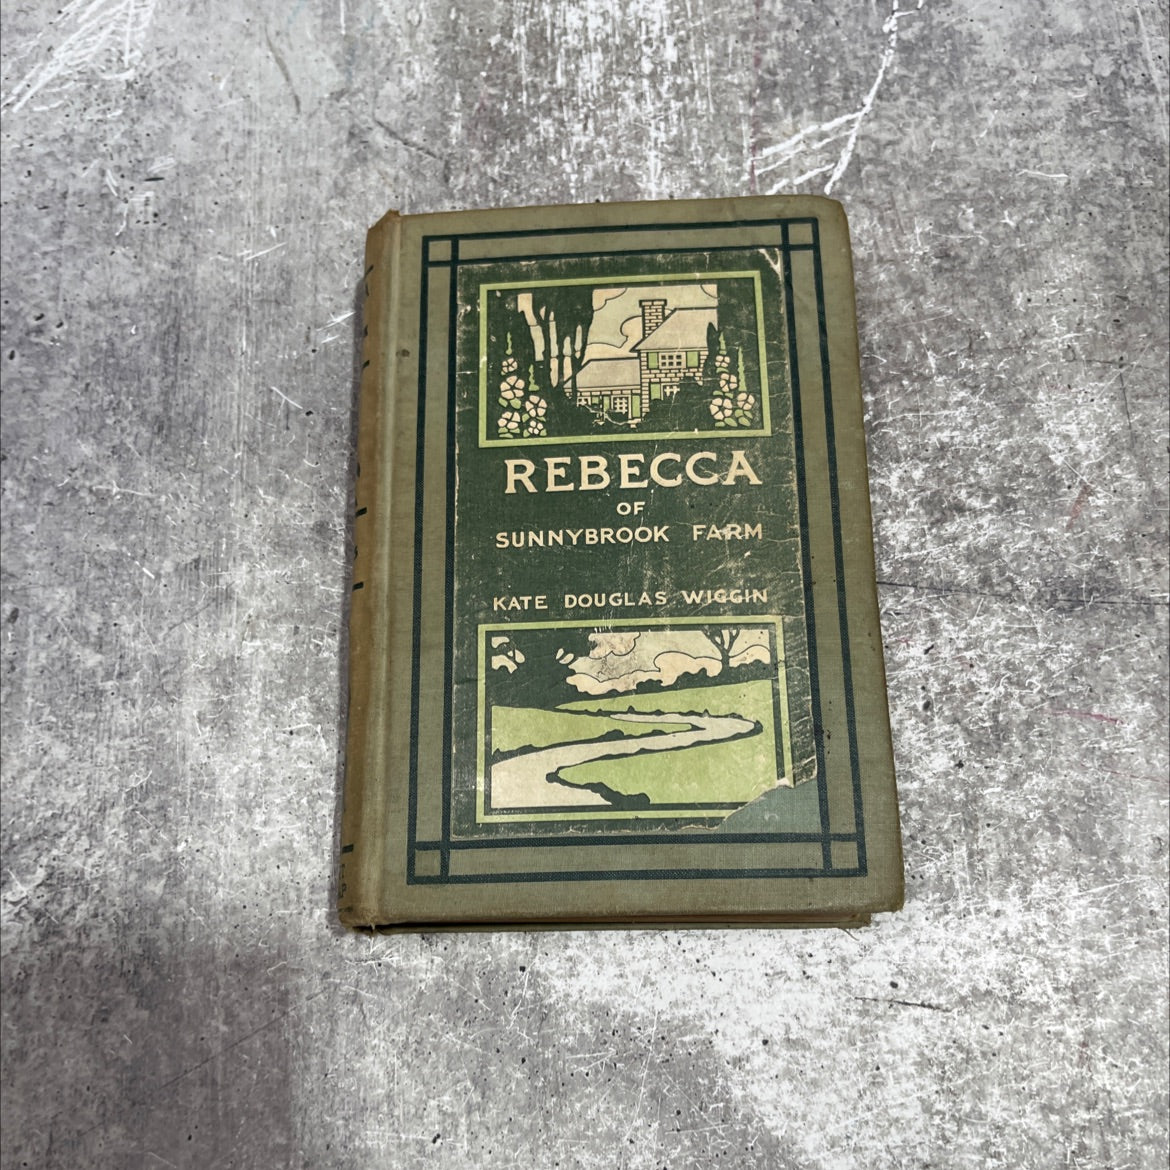 REBECCA
OF
SUNNYBROOK FARM
KATE DOUGLAS WIGGIN